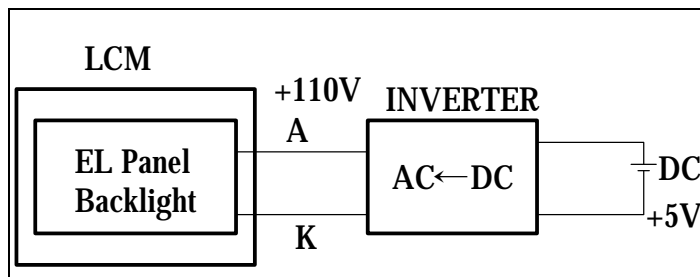 LCM
+110V
INVERTER
A
EL Panel
Backlight
AC←DC
DC
+5V
K